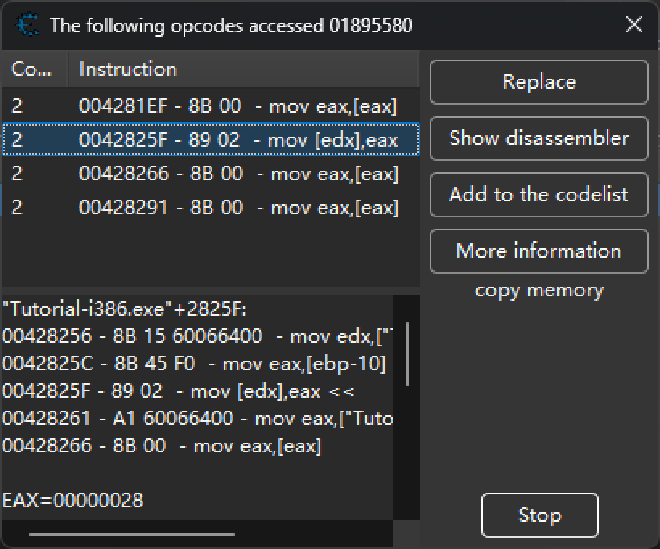 The following opcodes accessed 01895580
Co... Instruction
2 004281EF - 8B 00 - mov eax,[eax]
2 0042825F - 89 02 - mov [edx],eax
2 00428266 - 8B 00 - mov eax,[eax]
2 00428291 - 8B 00 - mov eax,[eax]
Replace
Show disassembler
Add to the codelist
More information
copy memory
"Tutorial-i386.exe"+2825F:
00428256 - 8B 15 60066400 - mov edx,["T
0042825C - 8B 45 F0 - mov eax,[ebp-10]
0042825F - 89 02 - mov [edx],eax <<
00428261 - A1 60066400 - mov eax,["Tuto
00428266 - 8B 00 - mov eax,[eax]
EAX=00000028
Stop